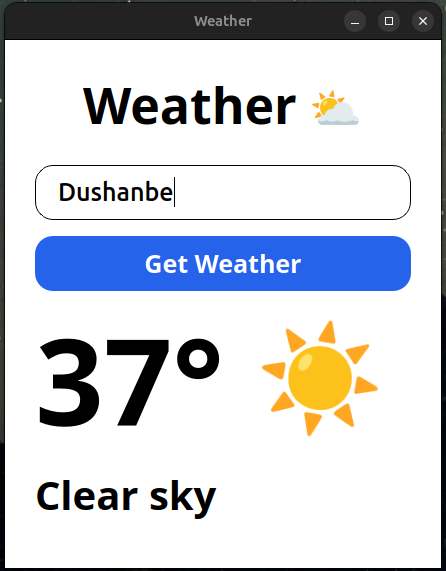 Weather
Weather ⛅
Dushanbe
Get Weather
37° ☀️
Clear sky